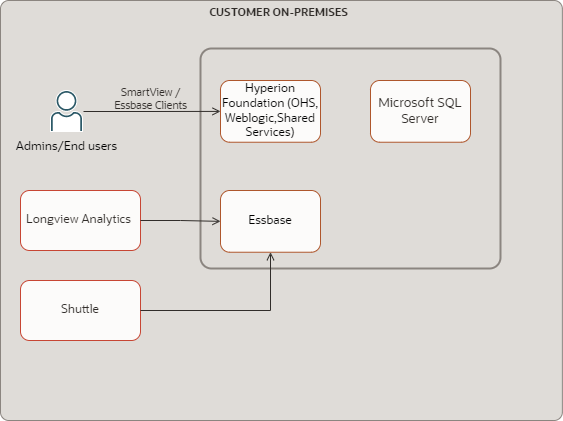 CUSTOMER ON-PREMISES
SmartView /
Essbase Clients
Admins/End users
Hyperion
Foundation (OHS,
Weblogic,Shared
Services)
Microsoft SQL
Server
Longview Analytics
Essbase
Shuttle